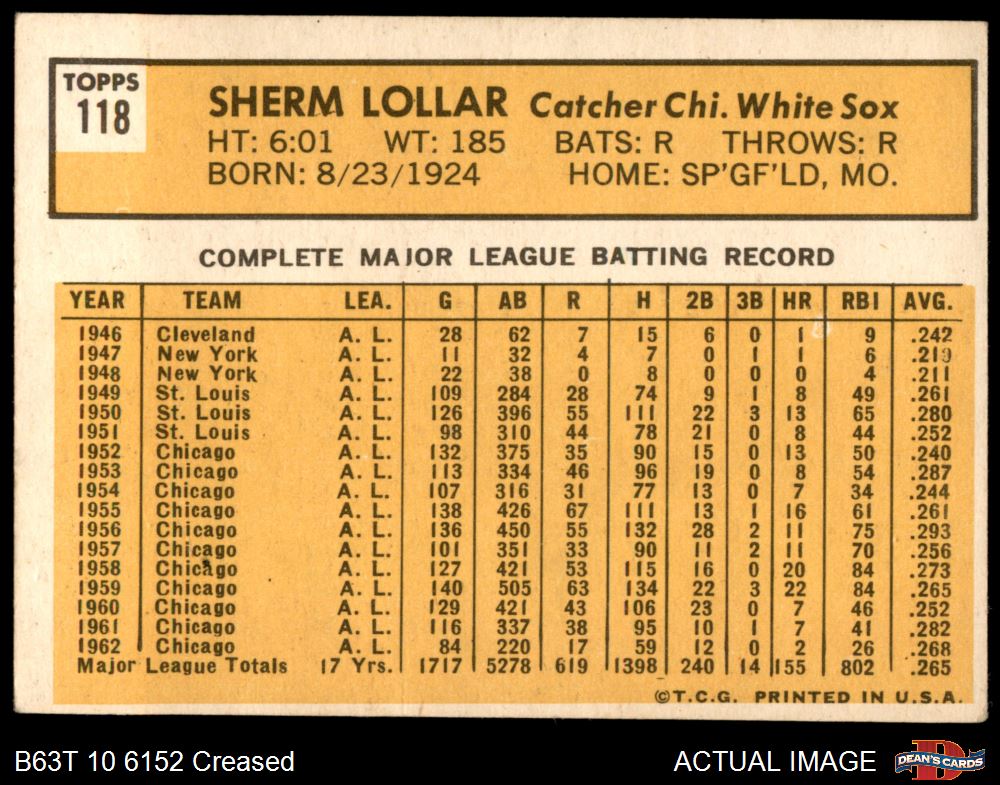 TOPPS
118
SHERM LOLLAR Catcher Chi. White Sox
HT: 6:01 WT: 185 BATS: R THROWS: R
BORN: 8/23/1924 HOME: SP'GF'LD, MO.
COMPLETE MAJOR LEAGUE BATTING RECORD
YEAR TEAM LEA. G AB R H 2B 3B HR RBI AVG.
1946 Cleveland A. L. 28 62 7 15 6 0 1 9 .242
1947 New York A. L. 11 32 4 7 0 1 1 6 .219
1948 New York A. L. 22 38 0 8 0 0 0 4 .211
1949 St. Louis A. L. 109 284 28 74 9 1 8 49 .261
1950 St. Louis A. L. 126 396 55 111 22 3 13 65 .280
1951 St. Louis A. L. 98 310 44 78 21 0 8 44 .252
1952 Chicago A. L. 132 375 35 90 15 0 13 50 .240
1953 Chicago A. L. 113 334 46 96 19 0 8 54 .287
1954 Chicago A. L. 107 316 31 77 13 0 7 34 .244
1955 Chicago A. L. 138 426 67 111 13 1 16 61 .261
1956 Chicago A. L. 136 450 55 132 28 2 11 75 .293
1957 Chicago A. L. 101 351 33 90 11 2 11 70 .256
1958 Chicago A. L. 127 421 53 115 16 0 20 84 .273
1959 Chicago A. L. 140 505 63 134 22 3 22 84 .265
1960 Chicago A. L. 129 421 43 106 23 0 7 46 .252
1961 Chicago A. L. 116 337 38 95 10 1 7 41 .282
1962 Chicago A. L. 84 220 17 59 12 0 2 26 .268
Major League Totals 17 Yrs. 1717 5278 619 1398 240 14 155 802 .265
©T.C.G. PRINTED IN U.S.A.
B63T 10 6152 Creased ACTUAL IMAGE DEAN'S CARDS